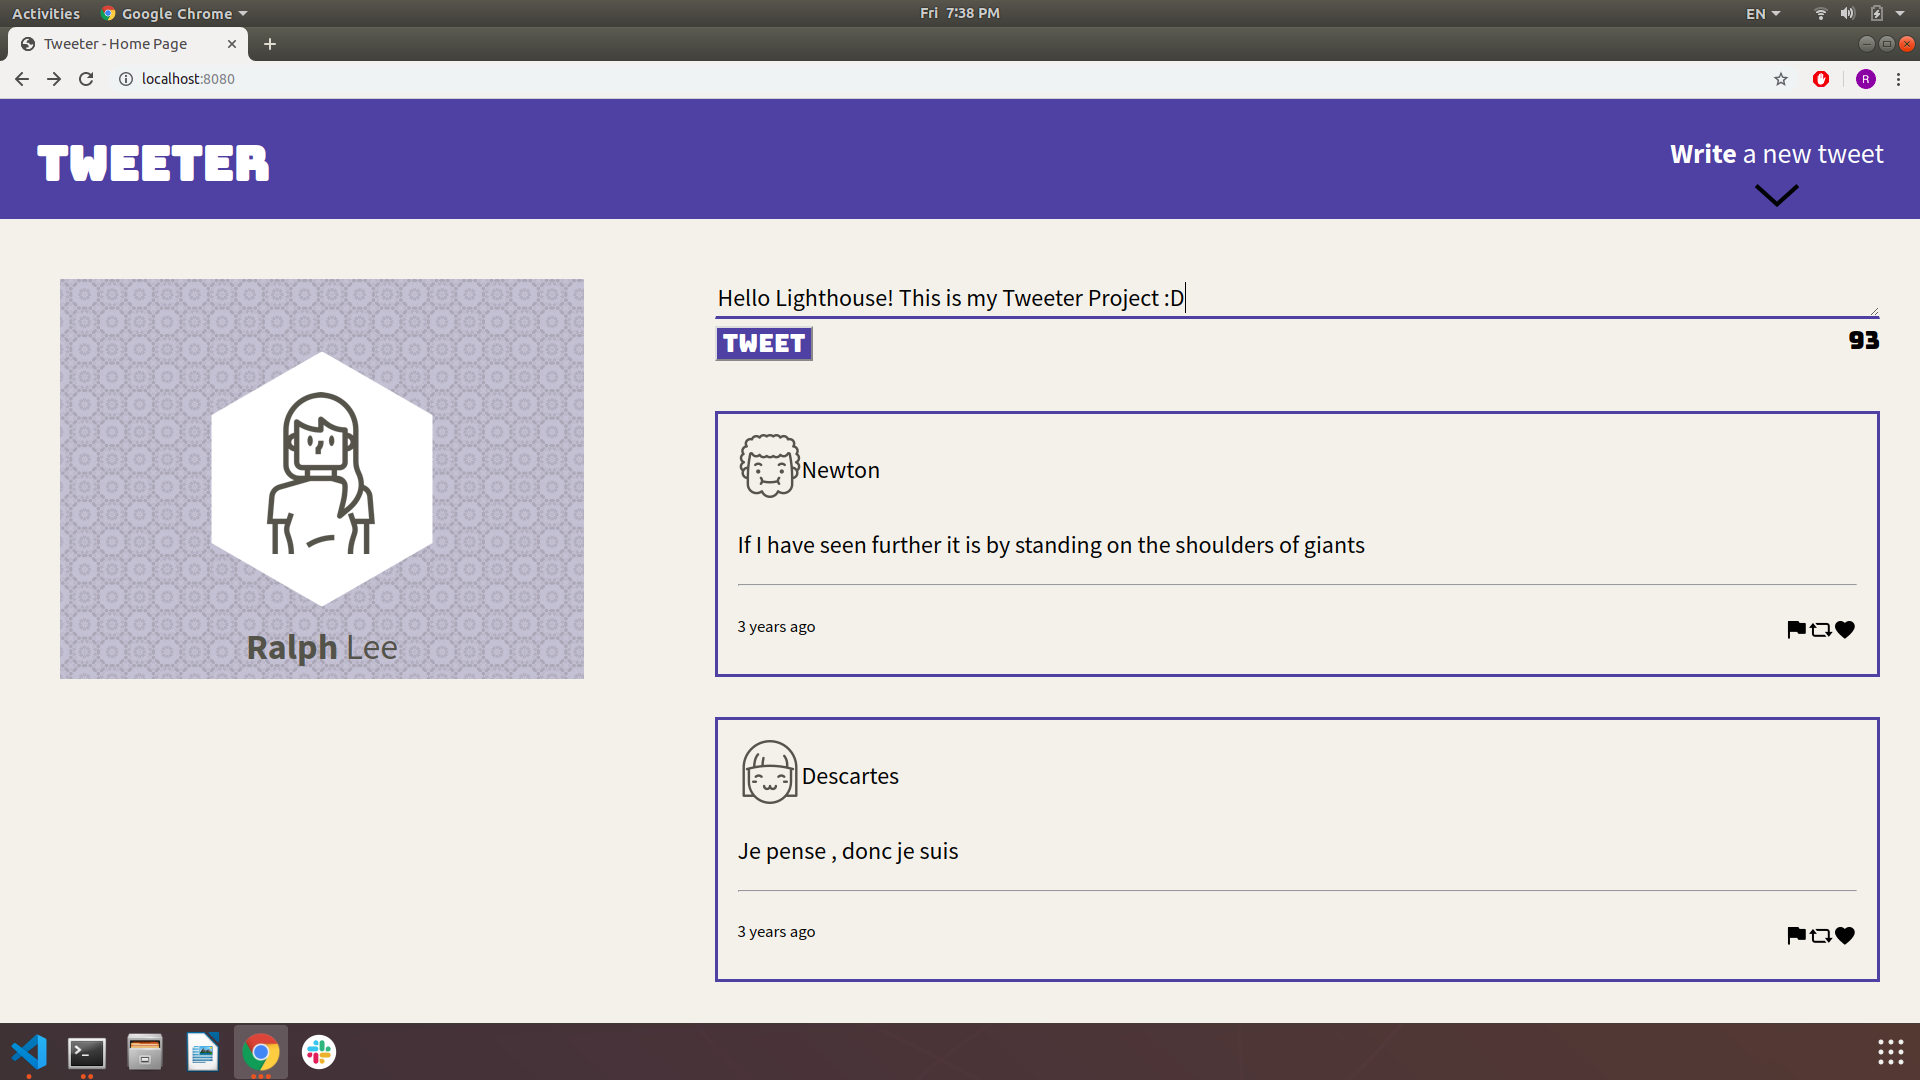 Activities Google Chrome Fri 7:38 PM EN
Tweeter - Home Page
localhost:8080 R
TWEETER
Write a new tweet
Hello Lighthouse! This is my Tweeter Project :D
TWEET 93
Newton
If I have seen further it is by standing on the shoulders of giants
3 years ago
Ralph Lee
Descartes
Je pense , donc je suis
3 years ago